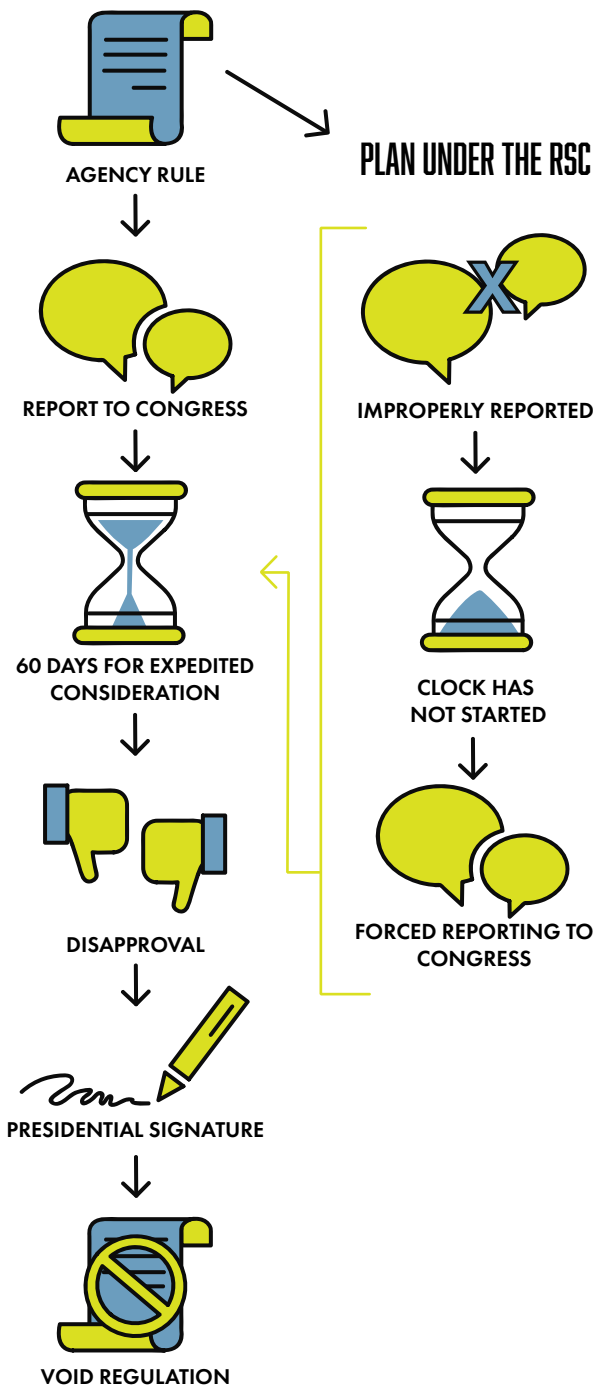 AGENCY RULE
REPORT TO CONGRESS
60 DAYS FOR EXPEDITED
CONSIDERATION
DISAPPROVAL
PRESIDENTIAL SIGNATURE
VOID REGULATION
PLAN UNDER THE RSC
X
IMPROPERLY REPORTED
CLOCK HAS
NOT STARTED
FORCED REPORTING TO
CONGRESS